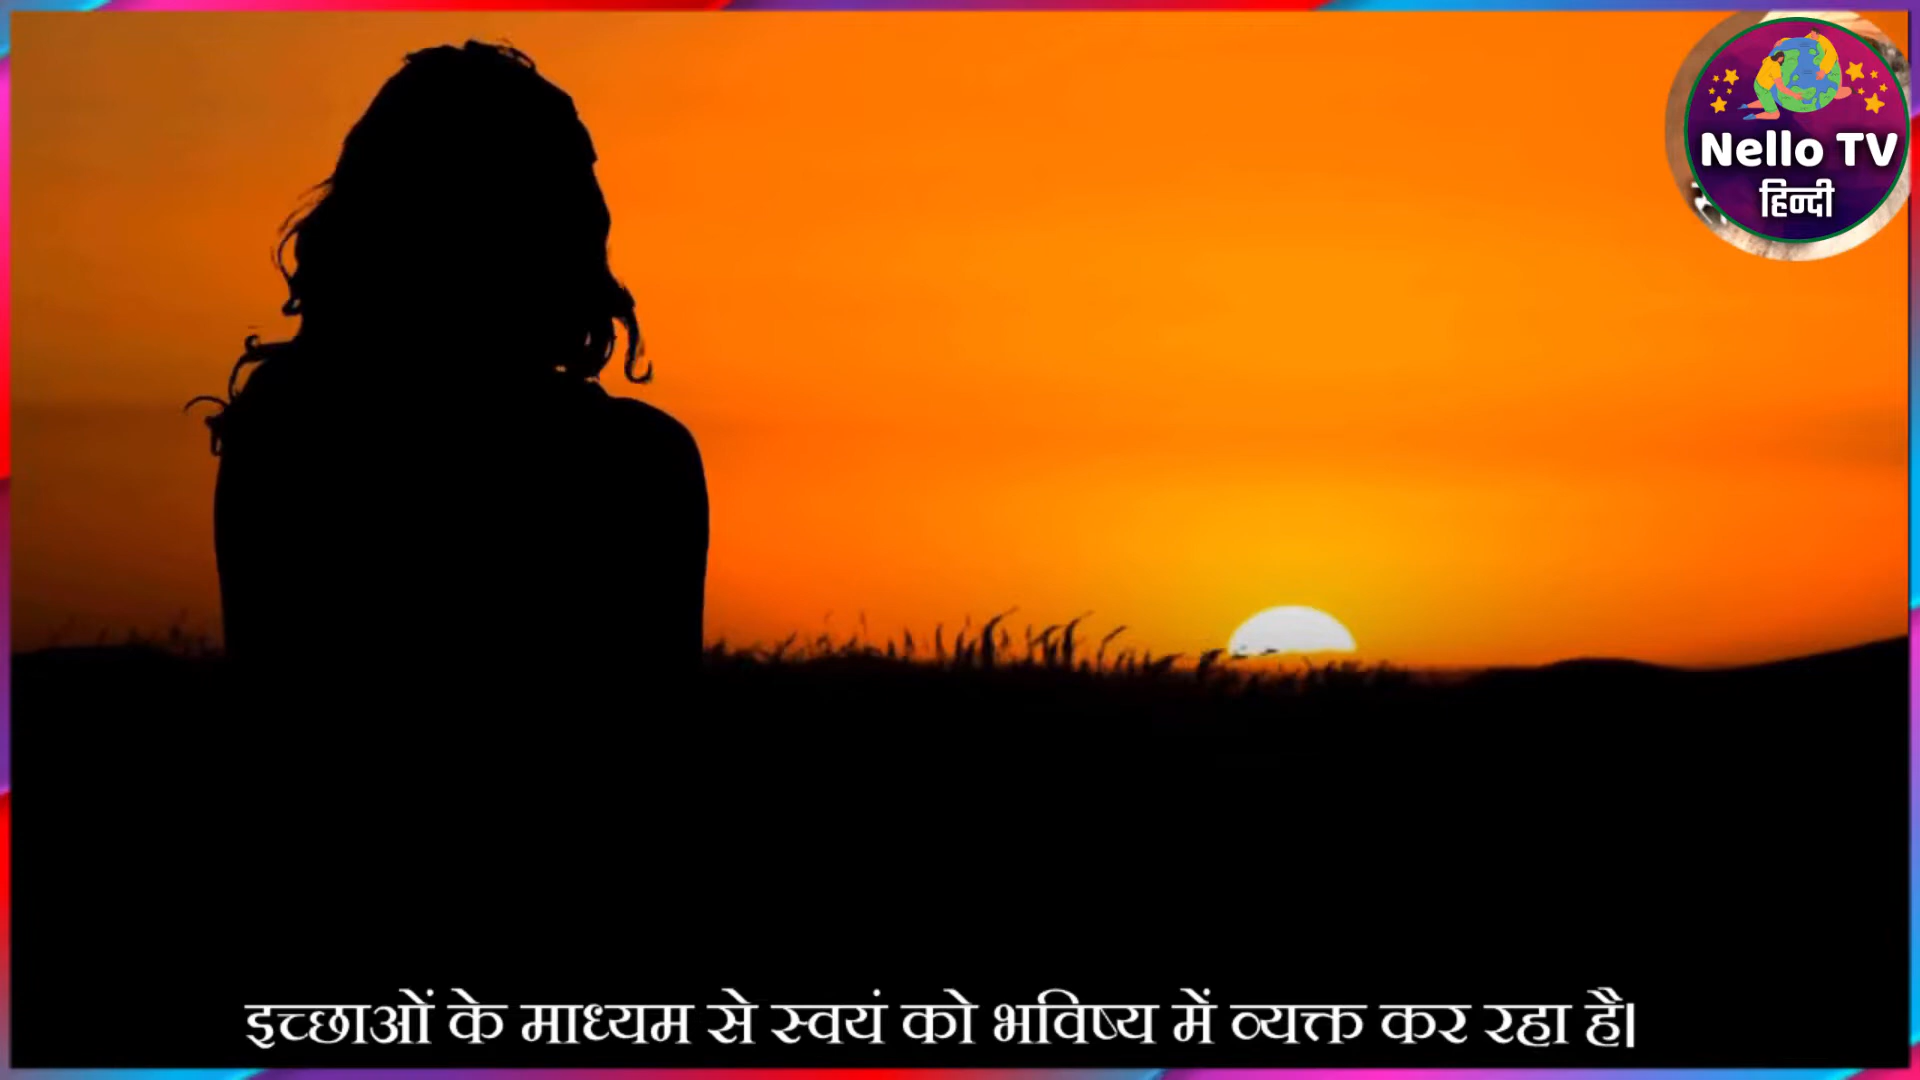 Nello TV
हिन्दी
इच्छाओं के माध्यम से स्वयं को भविष्य में व्यक्त कर रहा है।